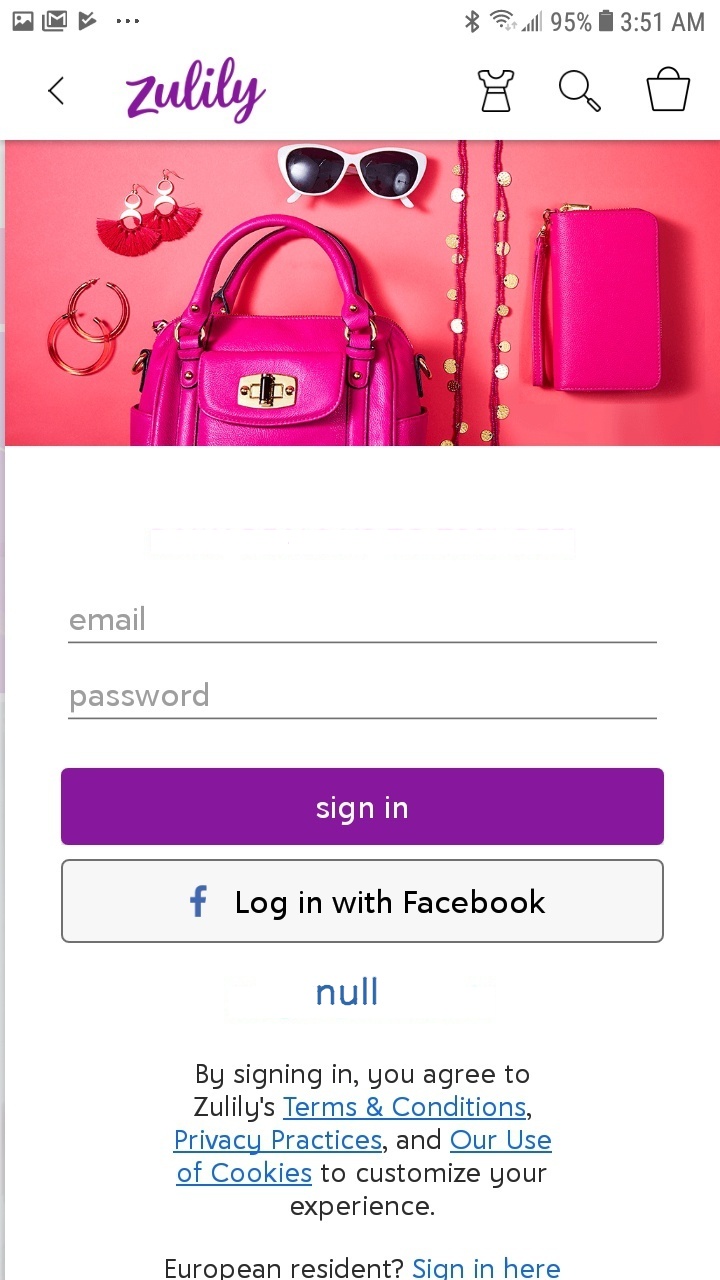 95% 3:51 AM
zulily
email
password
sign in
f Log in with Facebook
null
By signing in, you agree to
Zulily's Terms & Conditions,
Privacy Practices, and Our Use
of Cookies to customize your
experience.
European resident? Sign in here